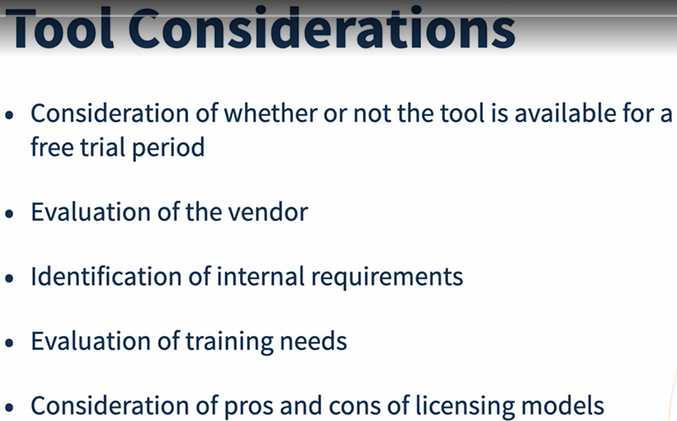 Tool Considerations
• Consideration of whether or not the tool is available for a
free trial period
• Evaluation of the vendor
• Identification of internal requirements
• Evaluation of training needs
• Consideration of pros and cons of licensing models